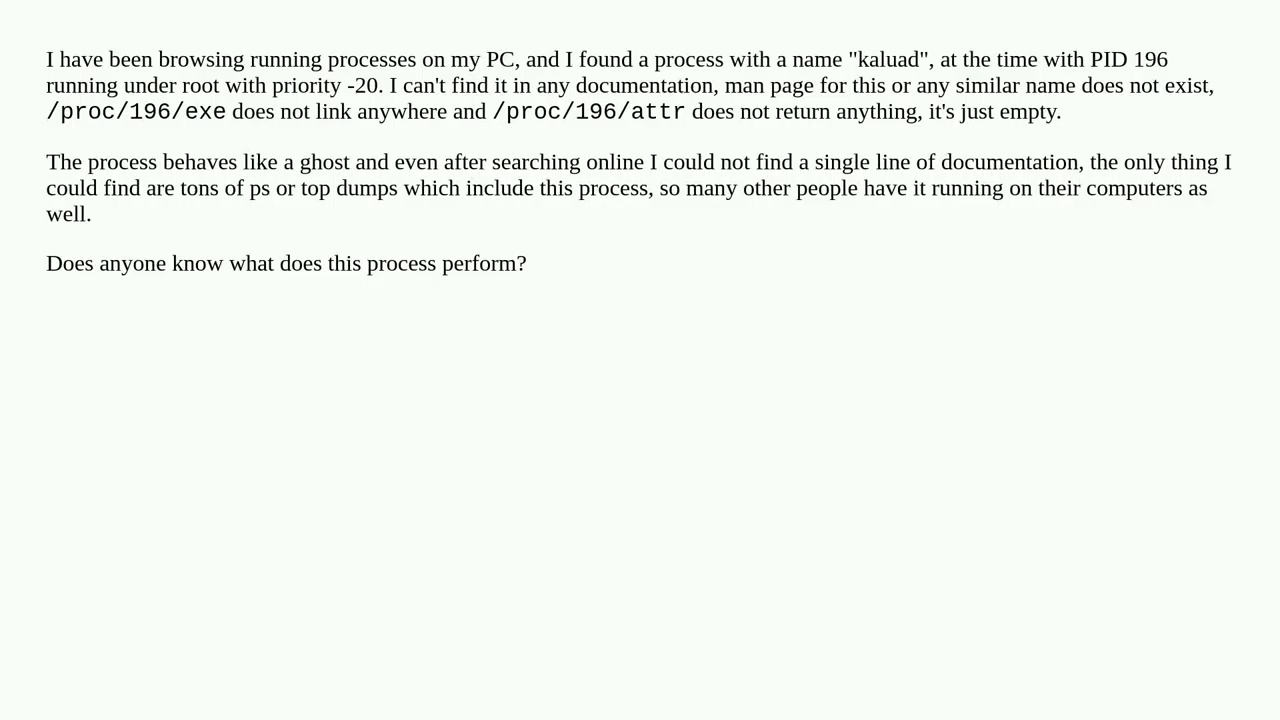 I have been browsing running processes on my PC, and I found a process with a name "kaluad", at the time with PID 196
running under root with priority -20. I can't find it in any documentation, man page for this or any similar name does not exist,
/proc/196/exe does not link anywhere and /proc/196/attr does not return anything, it's just empty.
The process behaves like a ghost and even after searching online I could not find a single line of documentation, the only thing I
could find are tons of ps or top dumps which include this process, so many other people have it running on their computers as
well.
Does anyone know what does this process perform?